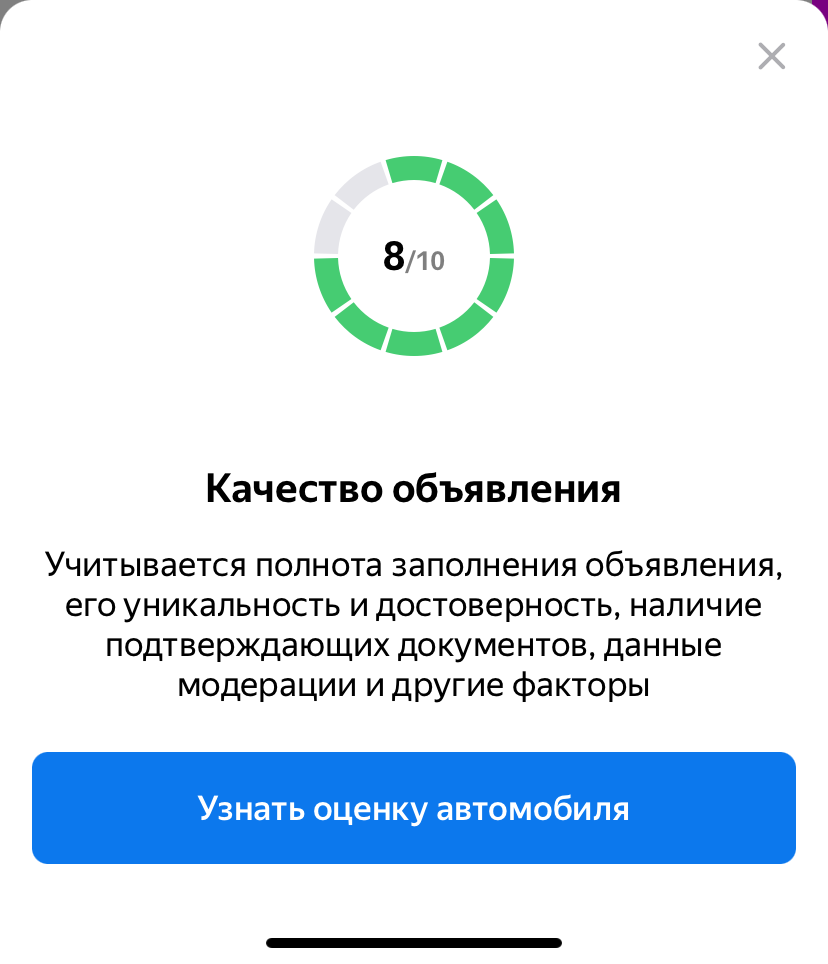 8/10
Качество объявления
Учитывается полнота заполнения объявления,
его уникальность и достоверность, наличие
подтверждающих документов, данные
модерации и другие факторы
Узнать оценку автомобиля